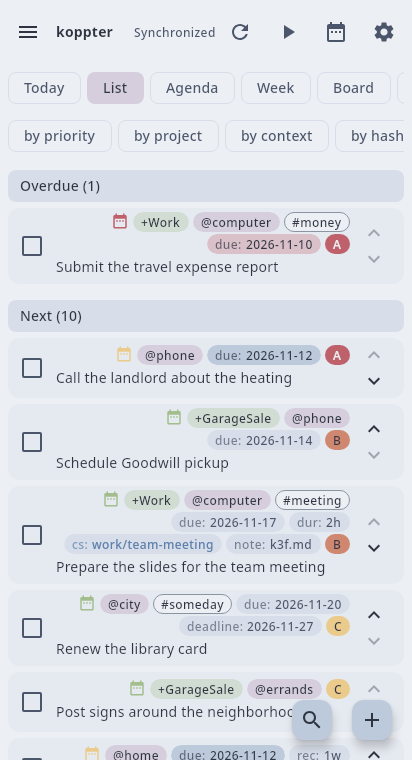 koppter Synchronized
Today List Agenda Week Board
by priority by project by context by hash
Overdue (1)
+Work @computer #money
due: 2026-11-10 A
Submit the travel expense report
Next (10)
@phone due: 2026-11-12 A
Call the landlord about the heating
+GarageSale @phone
due: 2026-11-14 B
Schedule Goodwill pickup
+Work @computer #meeting
due: 2026-11-17 dur: 2h
cs: work/team-meeting note: k3f.md B
Prepare the slides for the team meeting
@city #someday due: 2026-11-20
deadline: 2026-11-27 C
Renew the library card
+GarageSale @errands C
Post signs around the neighborhoo
@home due: 2026-11-12 rec: 1w